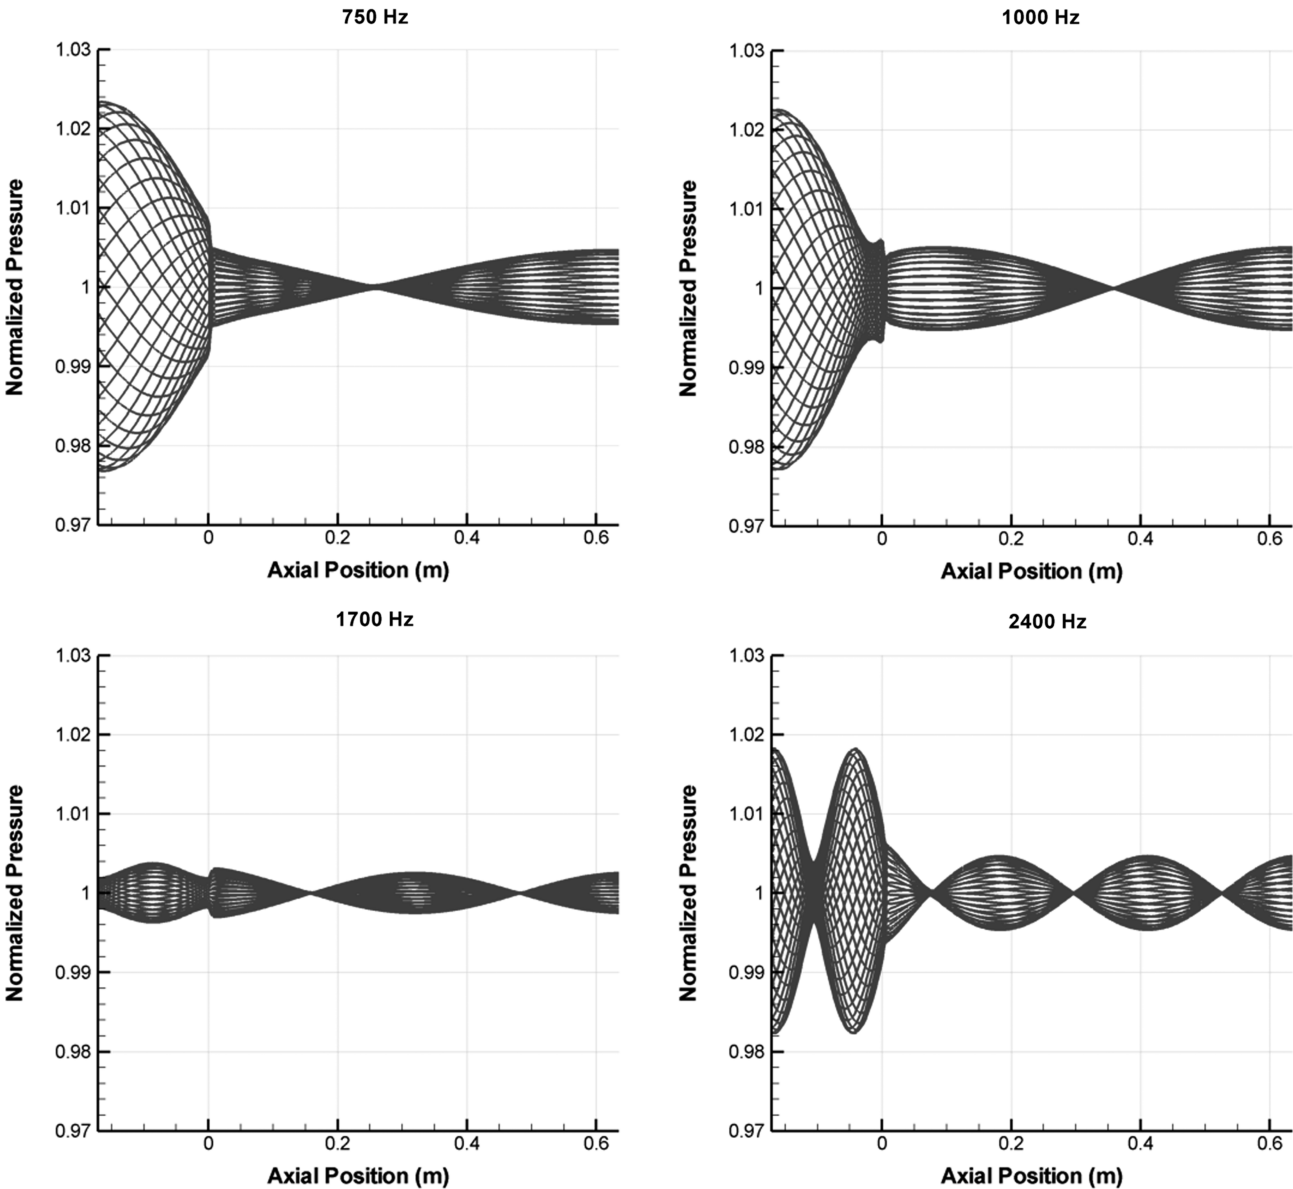 750 Hz
1.03
1.02
1.01
1
0.99
0.98
0.97
Normalized Pressure
0 0.2 0.4 0.6
Axial Position (m)
1000 Hz
1.03
1.02
1.01
1
0.99
0.98
0.97
Normalized Pressure
0 0.2 0.4 0.6
Axial Position (m)
1700 Hz
1.03
1.02
1.01
1
0.99
0.98
0.97
Normalized Pressure
0 0.2 0.4 0.6
Axial Position (m)
2400 Hz
1.03
1.02
1.01
1
0.99
0.98
0.97
Normalized Pressure
0 0.2 0.4 0.6
Axial Position (m)